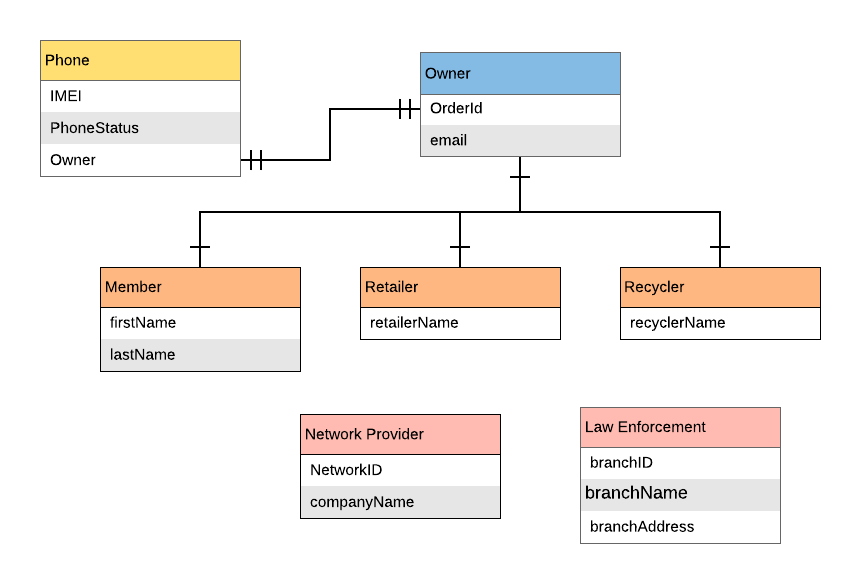 Phone
IMEI
PhoneStatus
Owner
Owner
OrderId
email
Member
firstName
lastName
Retailer
retailerName
Recycler
recyclerName
Network Provider
NetworkID
companyName
Law Enforcement
branchID
branchName
branchAddress